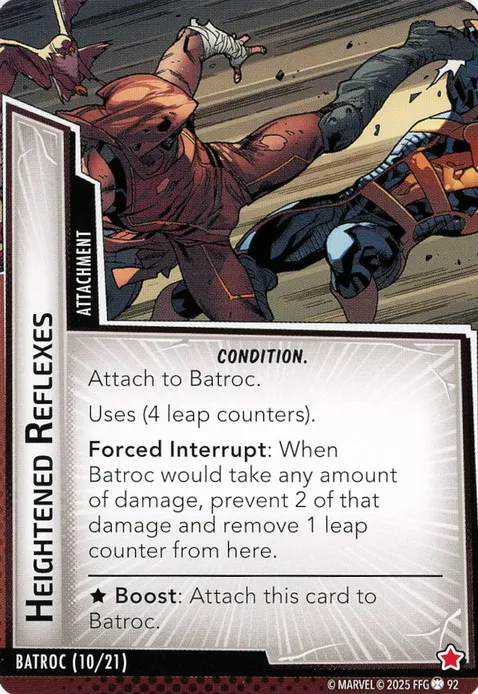 ATTACHMENT
HEIGHTENED REFLEXES
CONDITION.
Attach to Batroc.
Uses (4 leap counters).
Forced Interrupt: When
Batroc would take any amount
of damage, prevent 2 of that
damage and remove 1 leap
counter from here.
★ Boost: Attach this card to
Batroc.
BATROC (10/21)
© MARVEL © 2025 FFG 92